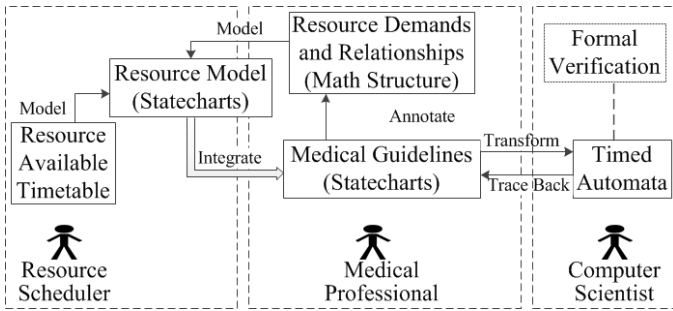 Model
Resource Demands
and Relationships
(Math Structure)
Formal
Verification
Resource Model
(Statecharts)
Model
Annotate
Resource
Available
Timetable
Integrate
Medical Guidelines
(Statecharts)
Transform
Trace Back
Timed
Automata
Resource
Scheduler
Medical
Professional
Computer
Scientist